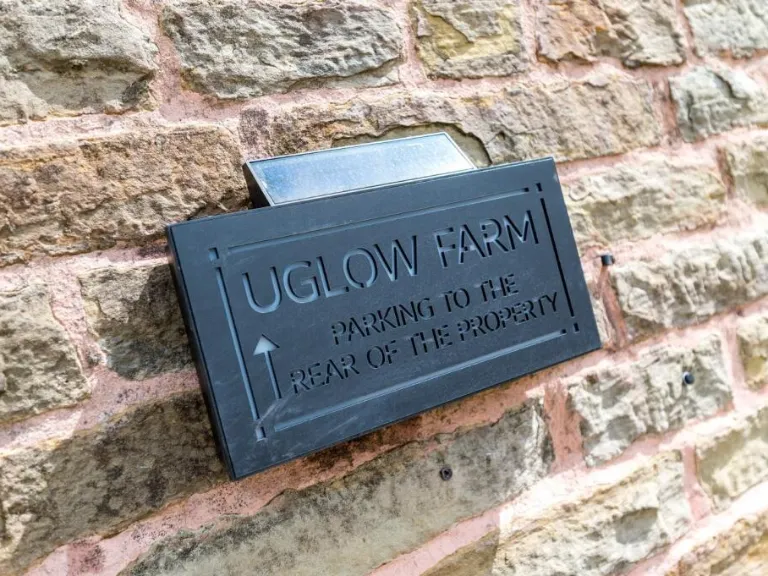 UGLOW FARM
PARKING TO THE
REAR OF THE PROPERTY